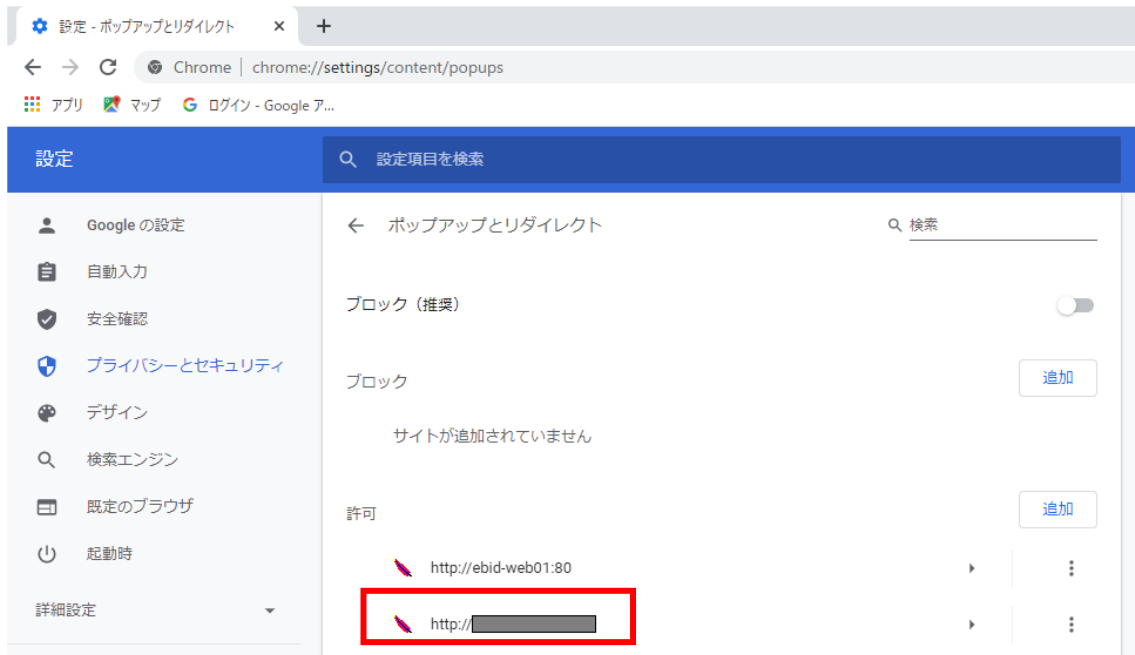 設定 - ポップアップとリダイレクト
Chrome | chrome://settings/content/popups
アプリ マップ ログイン - Google ア...
設定
設定項目を検索
Google の設定
自動入力
安全確認
プライバシーとセキュリティ
デザイン
検索エンジン
既定のブラウザ
起動時
詳細設定
ポップアップとリダイレクト
検索
ブロック（推奨）
ブロック
追加
サイトが追加されていません
許可
追加
http://ebid-web01:80
http://